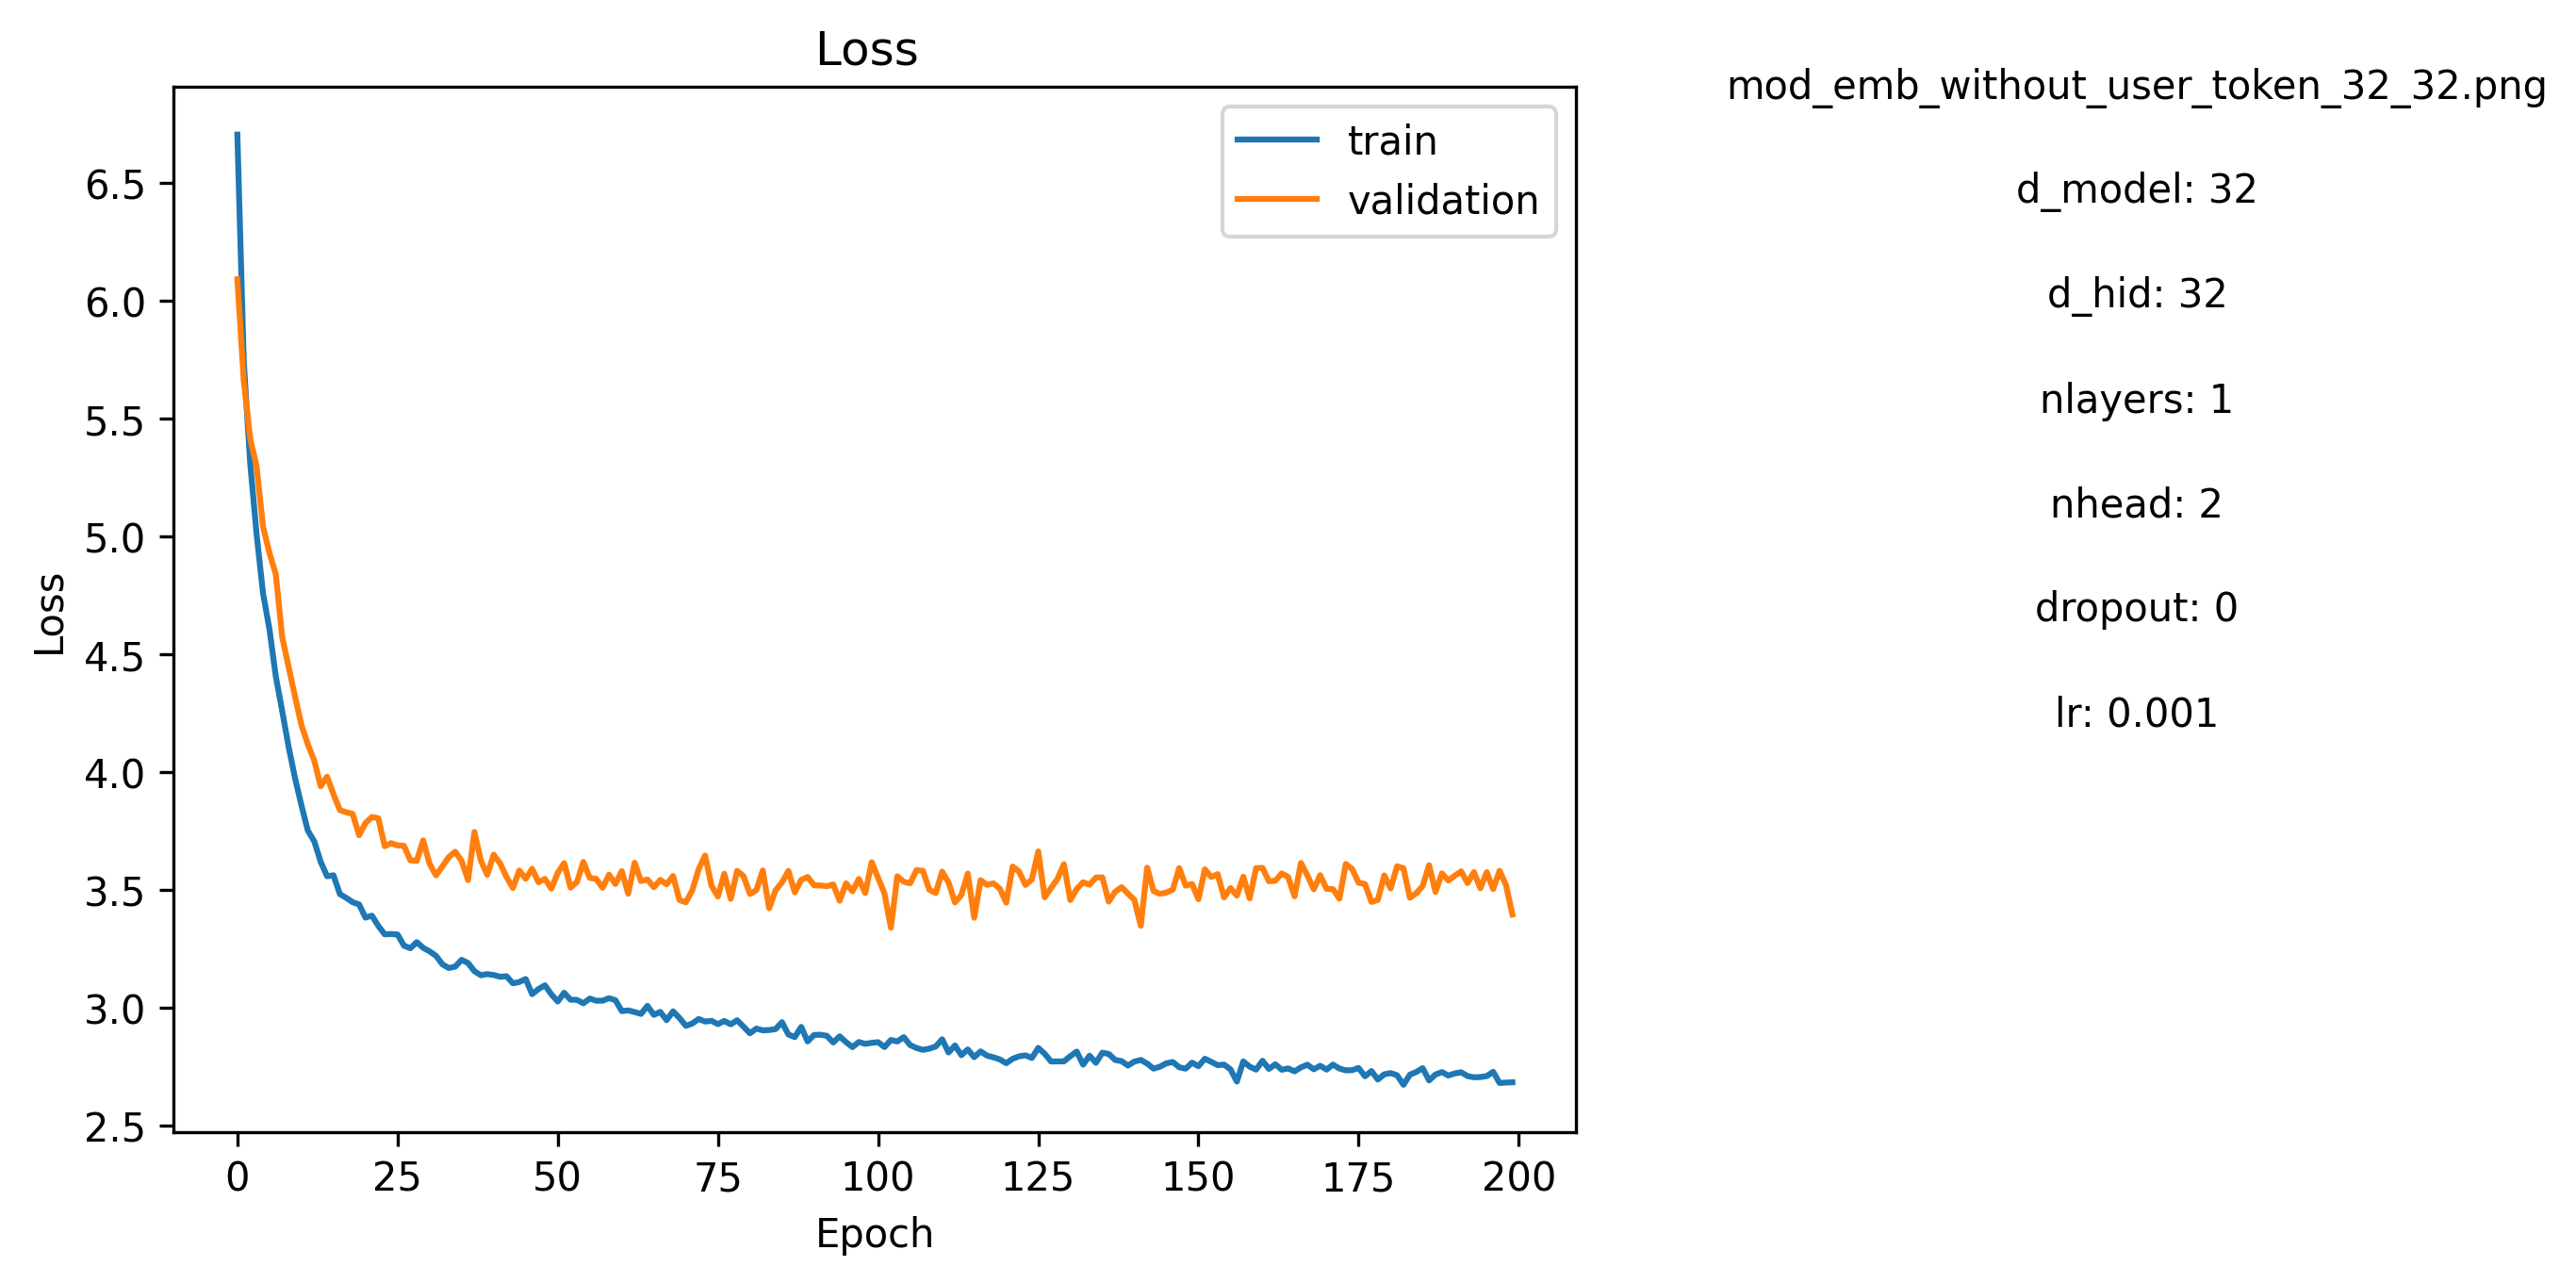 Loss
train
validation
6.5
6.0
5.5
5.0
4.5
4.0
3.5
3.0
2.5
Loss
0 25 50 75 100 125 150 175 200
Epoch
mod_emb_without_user_token_32_32.png
d_model: 32
d_hid: 32
nlayers: 1
nhead: 2
dropout: 0
lr: 0.001